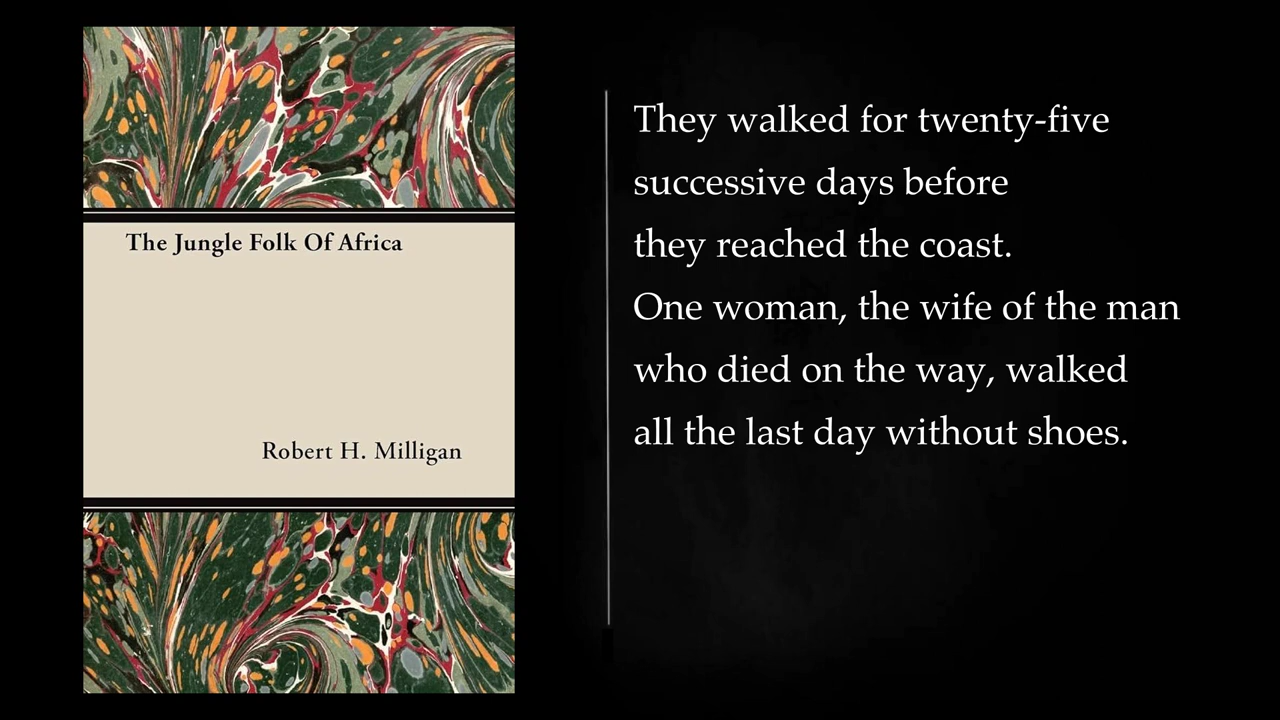 The Jungle Folk Of Africa
Robert H. Milligan
They walked for twenty-five
successive days before
they reached the coast.
One woman, the wife of the man
who died on the way, walked
all the last day without shoes.